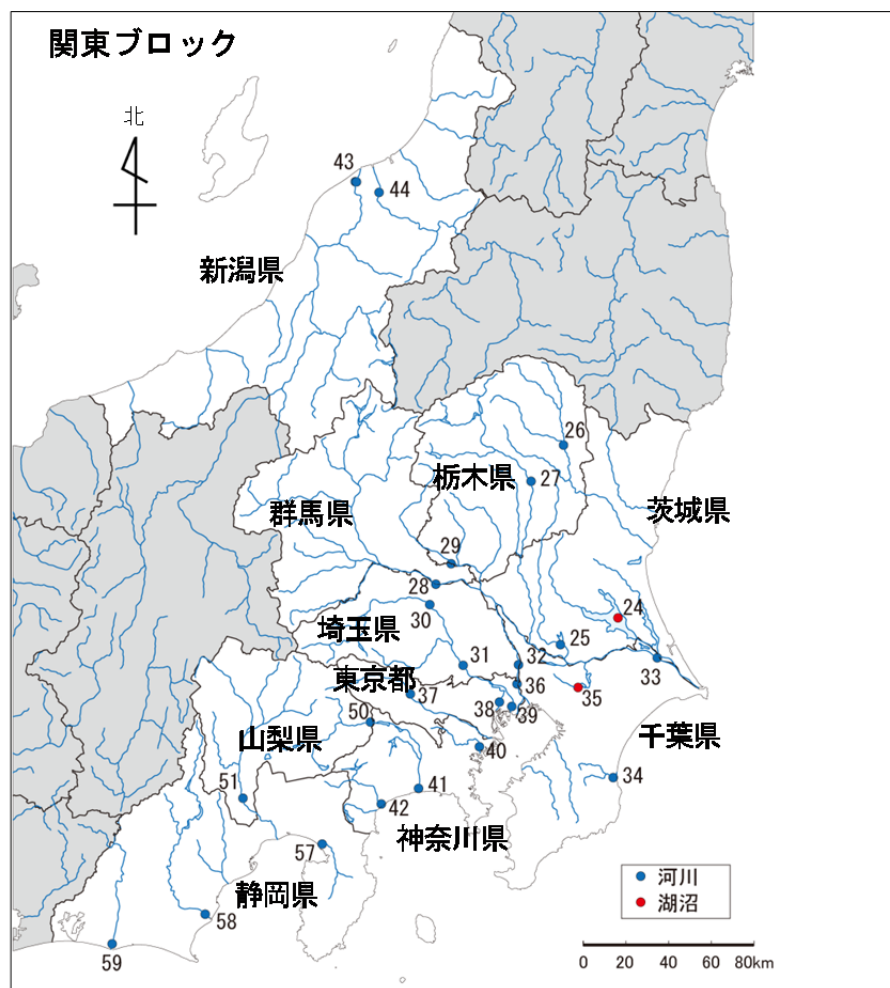 関東ブロック
北
43
44
新潟県
26
栃木県
27
群馬県
茨城県
29
28
24
30
埼玉県
25
31
32
33
東京都
36
35
37
38
39
50
山梨県
千葉県
40
34
51
41
42
神奈川県
57
河川
静岡県
湖沼
58
59
0 20 40 60 80km